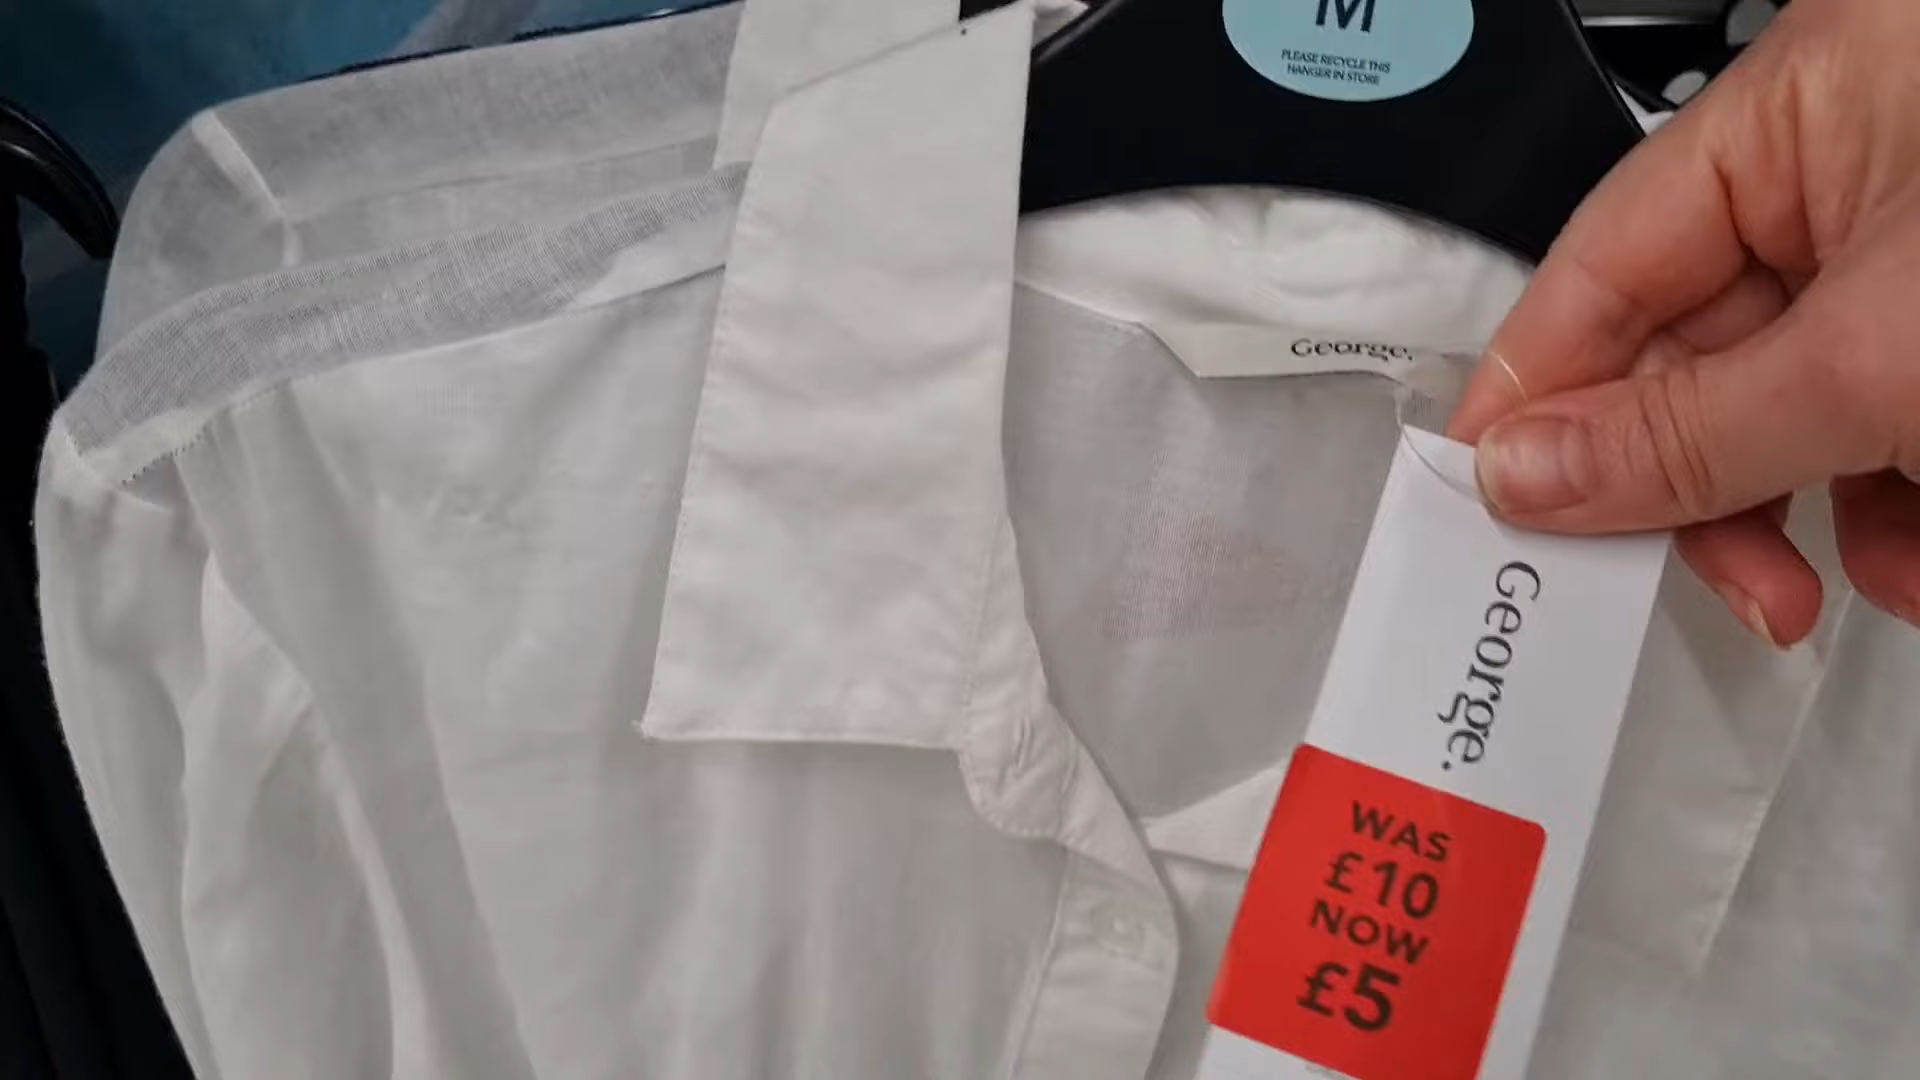 M
PLEASE RECYCLE THIS
HANGER IN STORE
George.
George.
WAS
£10
NOW
£5